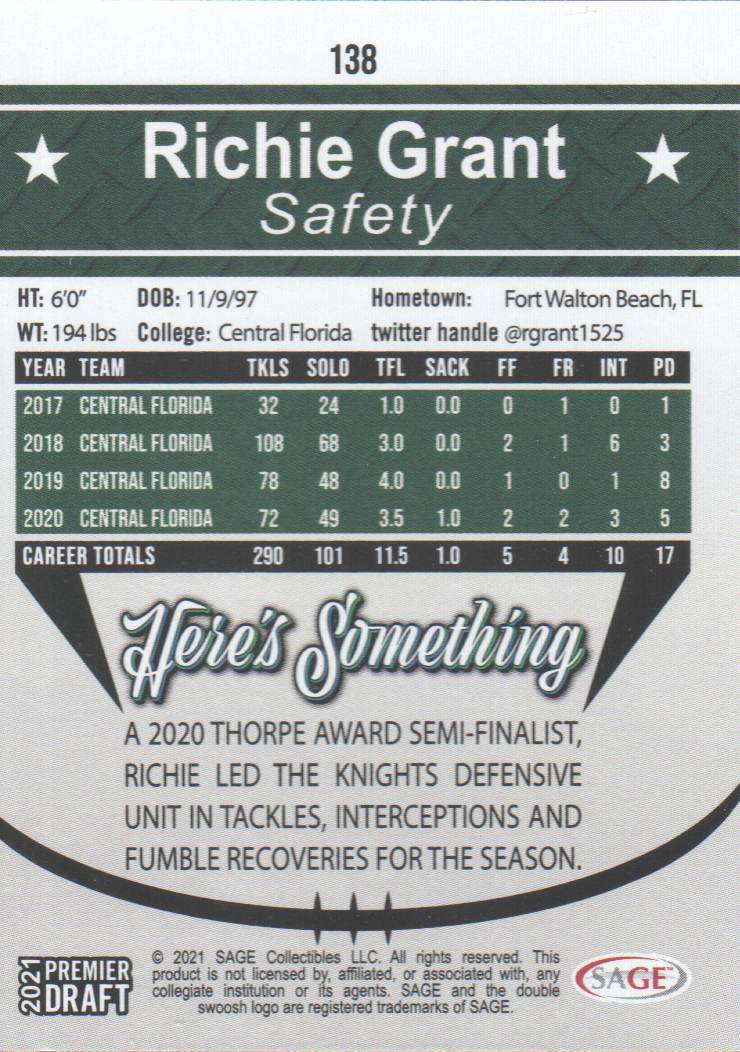 138
Richie Grant
Safety
HT: 6'0" DOB: 11/9/97 Hometown: Fort Walton Beach, FL
WT: 194 lbs College: Central Florida twitter handle @rgrant1525
YEAR TEAM TKLS SOLO TFL SACK FF FR INT PD
2017 CENTRAL FLORIDA 32 24 1.0 0.0 0 1 0 1
2018 CENTRAL FLORIDA 108 68 3.0 0.0 2 1 6 3
2019 CENTRAL FLORIDA 78 48 4.0 0.0 1 0 1 8
2020 CENTRAL FLORIDA 72 49 3.5 1.0 2 2 3 5
CAREER TOTALS 290 101 11.5 1.0 5 4 10 17
Here's Something
A 2020 THORPE AWARD SEMI-FINALIST,
RICHIE LED THE KNIGHTS DEFENSIVE
UNIT IN TACKLES, INTERCEPTIONS AND
FUMBLE RECOVERIES FOR THE SEASON.
2021 PREMIER DRAFT
© 2021 SAGE Collectibles LLC. All rights reserved. This
product is not licensed by, affiliated, or associated with, any
collegiate institution or its agents. SAGE and the double
swoosh logo are registered trademarks of SAGE.
SAGE™